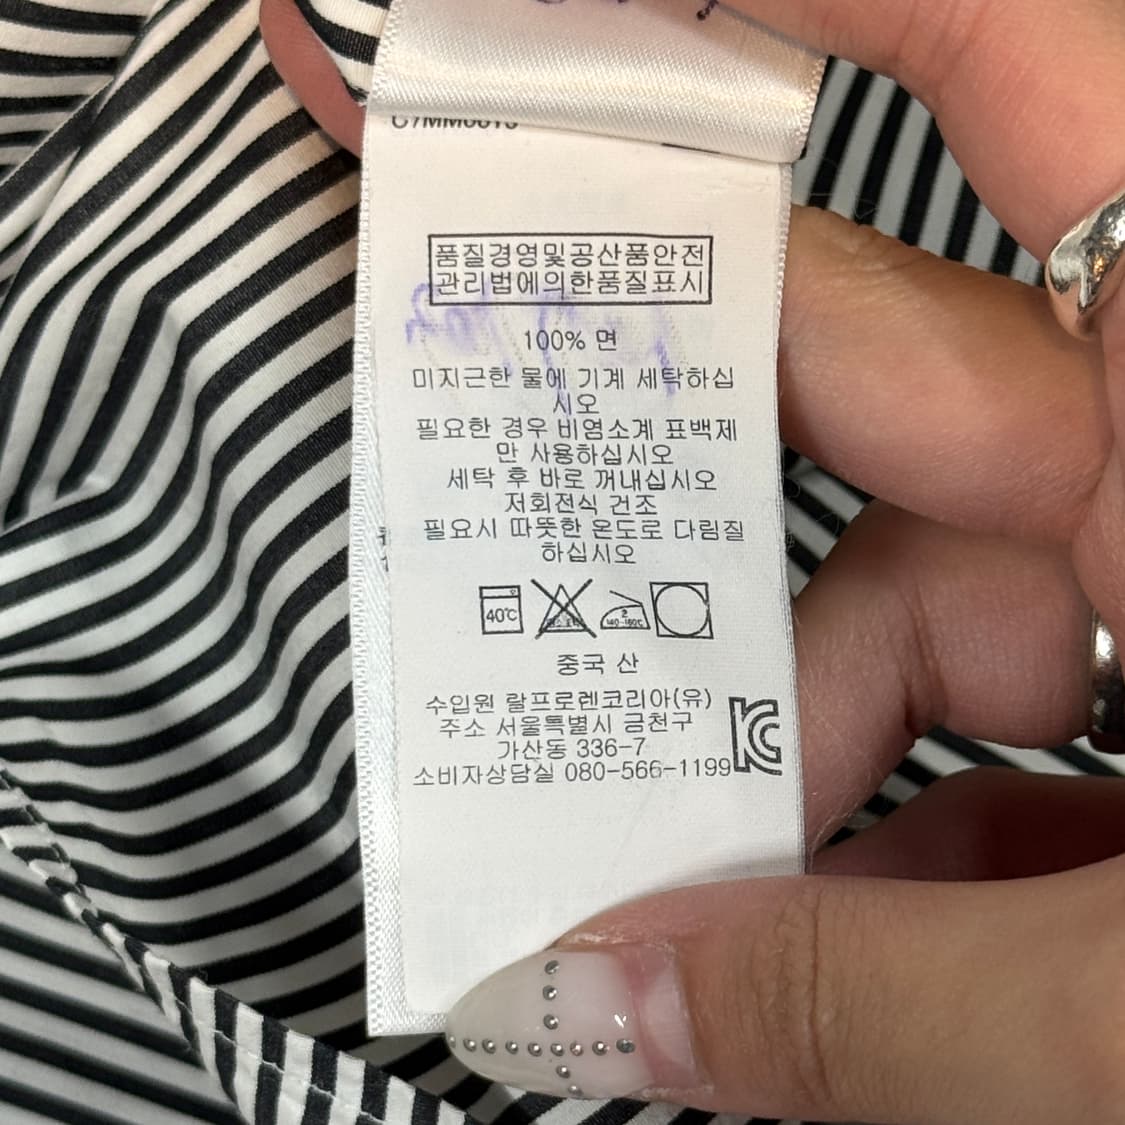 품질경영및공산품안전
관리법에의한품질표시
100% 면
미지근한 물에 기계 세탁하십
시오
필요한 경우 비염소계 표백제
만 사용하십시오
세탁 후 바로 꺼내십시오
저회전식 건조
필요시 따뜻한 온도로 다림질
하십시오
40℃
2
140-160℃
중국 산
수입원 랄프로렌코리아(유)
주소 서울특별시 금천구
가산동 336-7
소비자상담실 080-566-1199